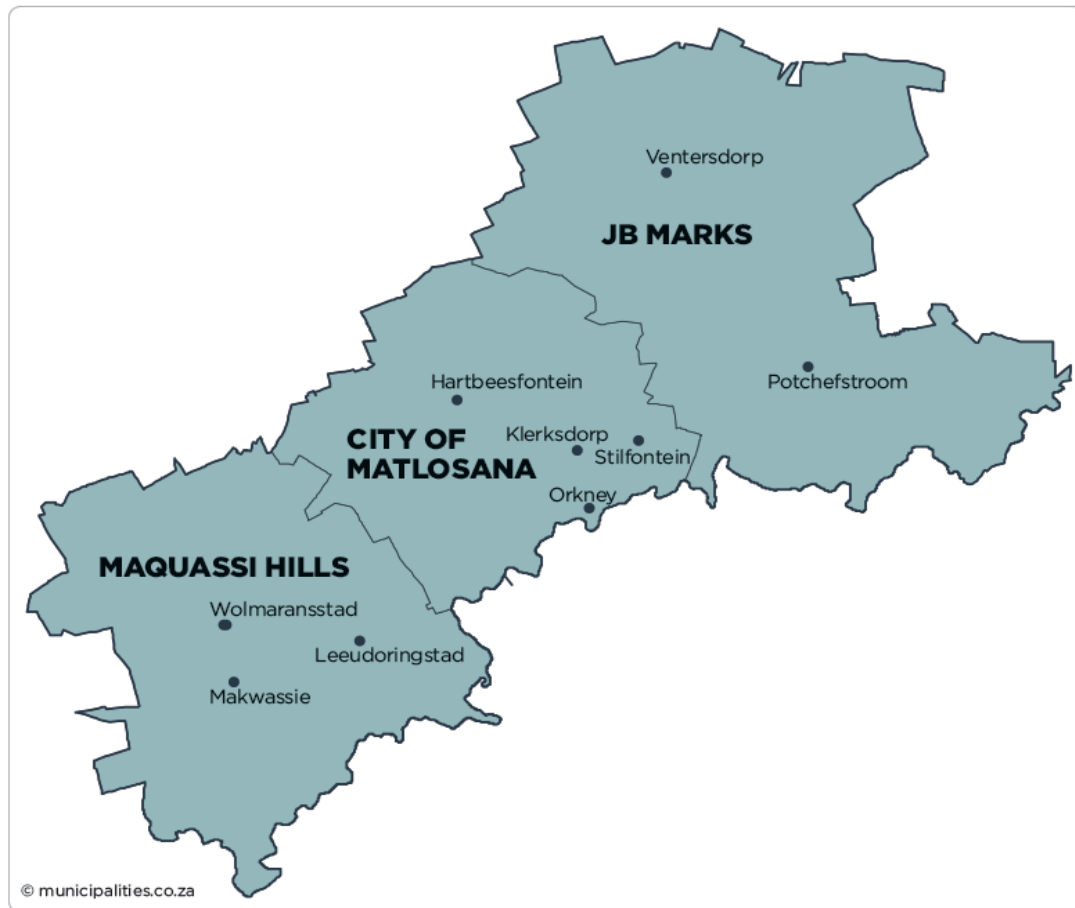 Ventersdorp
JB MARKS
Potchefstroom
Hartbeesfontein
CITY OF
MATLOSANA
Klerksdorp
Stilfontein
Orkney
MAQUASSI HILLS
Wolmaransstad
Leeudoringstad
Makwassie
© municipalities.co.za